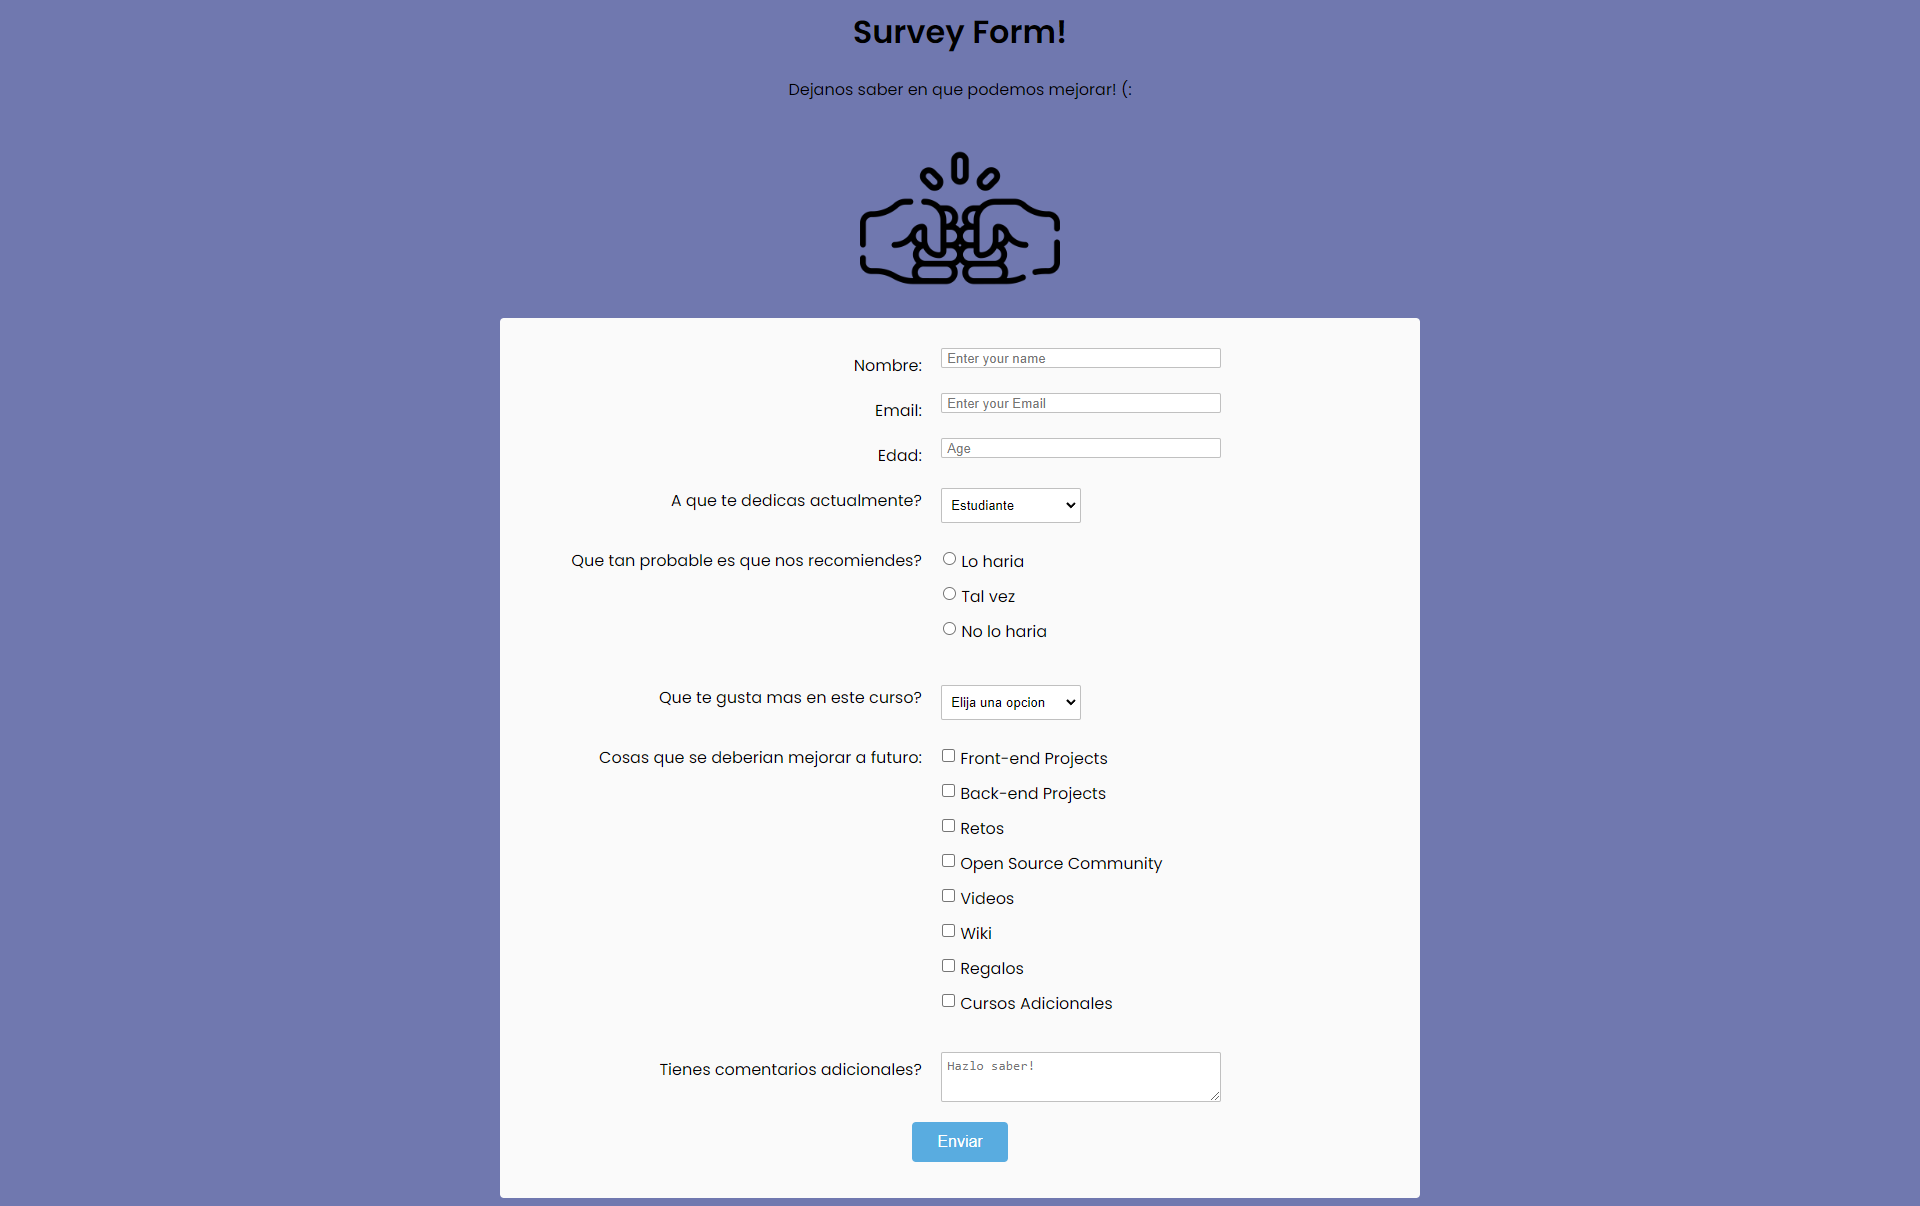 Survey Form!
Dejanos saber en que podemos mejorar! (:
Nombre: Enter your name
Email: Enter your Email
Edad: Age
A que te dedicas actualmente? Estudiante
Que tan probable es que nos recomiendes? Lo haria
Tal vez
No lo haria
Que te gusta mas en este curso? Elija una opcion
Cosas que se deberian mejorar a futuro: Front-end Projects
Back-end Projects
Retos
Open Source Community
Videos
Wiki
Regalos
Cursos Adicionales
Tienes comentarios adicionales? Hazlo saber!
Enviar